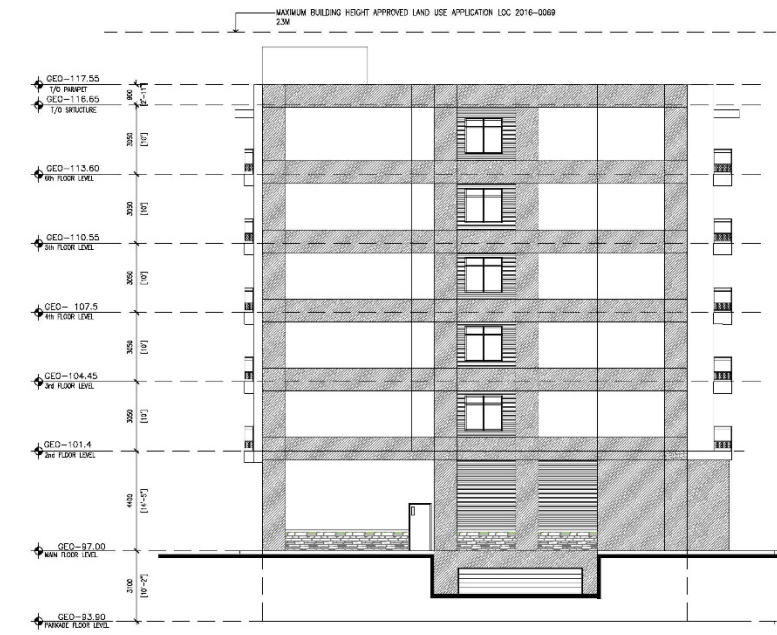 MAXIMUM BUILDING HEIGHT APPROVED LAND USE APPLICATION LOC 2016-0069
23M
GEO-117.55
T/O PARAPET
900
[2'-11"]
GEO-116.65
T/O SRTUCTURE
3050
[10']
GEO-113.60
6th FLOOR LEVEL
3050
[10']
GEO-110.55
5th FLOOR LEVEL
3050
[10']
GEO- 107.5
4th FLOOR LEVEL
3050
[10']
GEO-104.45
3rd FLOOR LEVEL
3050
[10']
GEO-101.4
2nd FLOOR LEVEL
4400
[14'-5"]
GEO-97.00
MAIN FLOOR LEVEL
3100
[10'-2"]
GEO-93.90
PARKADE FLOOR LEVEL